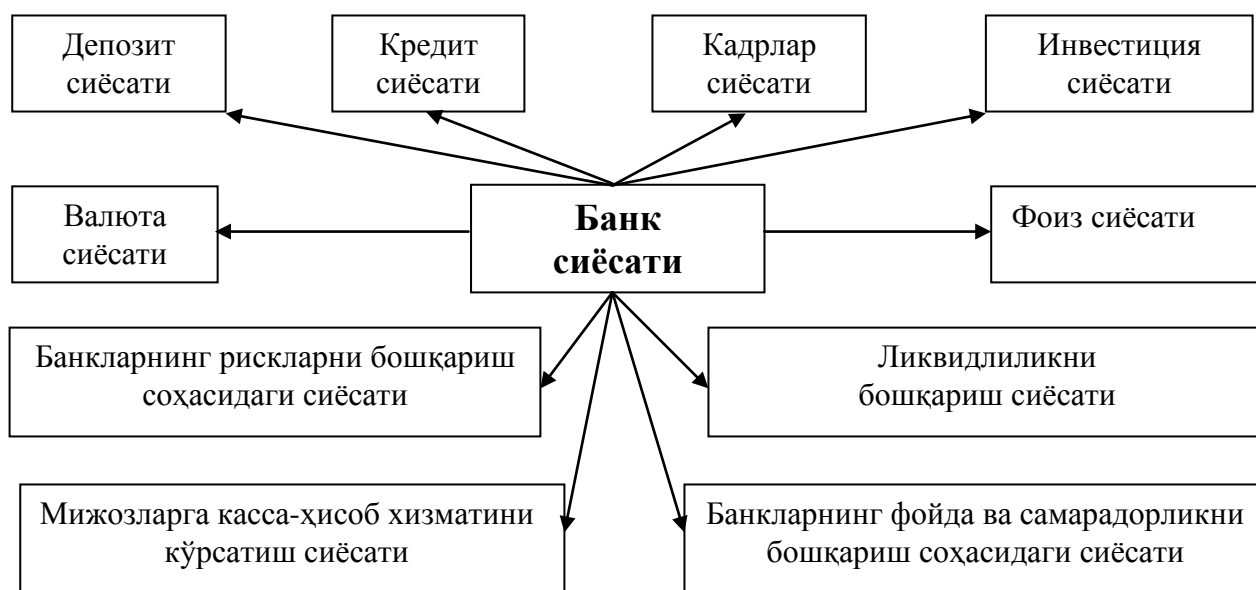 Депозит
сиёсати
Кредит
сиёсати
Кадрлар
сиёсати
Инвестиция
сиёсати
Валюта
сиёсати
Банк
сиёсати
Фоиз сиёсати
Банкларнинг рискларни бошқариш
соҳасидаги сиёсати
Ликвидлиликни
бошқариш сиёсати
Мижозларга касса-ҳисоб хизматини
кўрсатиш сиёсати
Банкларнинг фойда ва самарадорликни
бошқариш соҳасидаги сиёсати